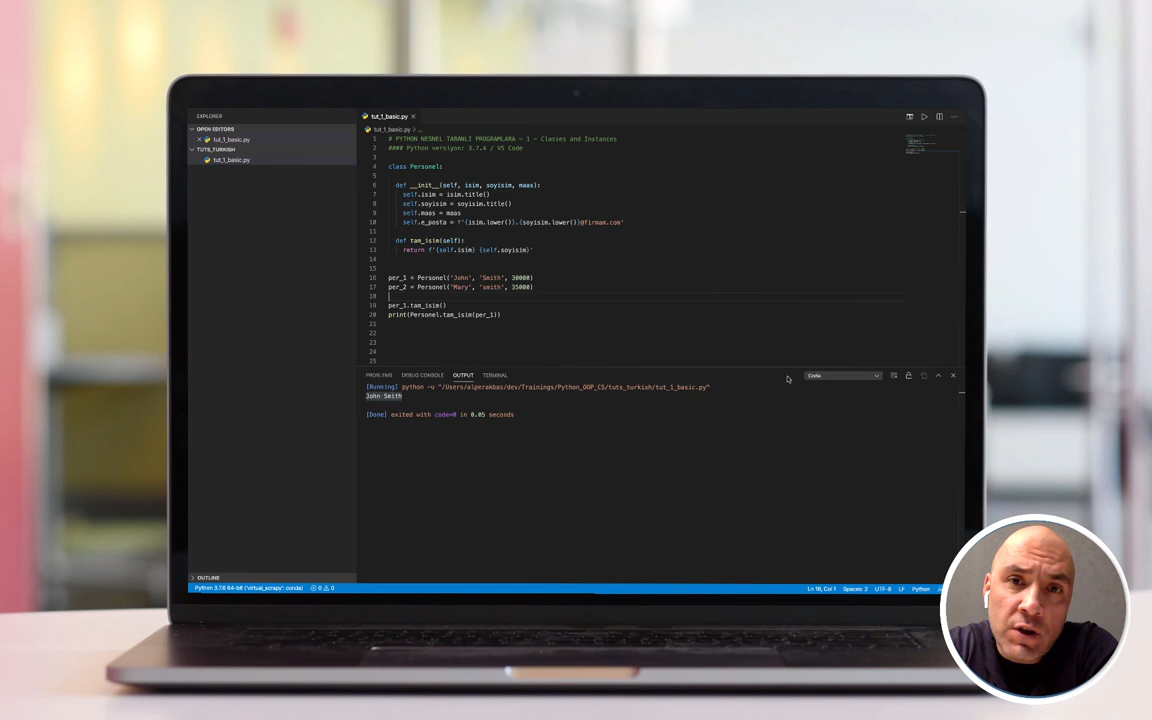 EXPLORER
OPEN EDITORS
tut_1_basic.py
TUTS_TURKISH
tut_1_basic.py
OUTLINE
tut_1_basic.py
tut_1_basic.py > ...
1 # PYTHON NESNEL TABANLI PROGRAMLARA - 1 - Classes and Instances
2 #### Python versiyon: 3.7.4 / VS Code
3
4 class Personel:
5
6 def __init__(self, isim, soyisim, maas):
7 self.isim = isim.title()
8 self.soyisim = soyisim.title()
9 self.maas = maas
10 self.e_posta = f'{isim.lower()}.{soyisim.lower()}@firmam.com'
11
12 def tam_isim(self):
13 return f'{self.isim} {self.soyisim}'
14
15
16 per_1 = Personel('John', 'Smith', 30000)
17 per_2 = Personel('Mary', 'smith', 35000)
18
19 per_1.tam_isim()
20 print(Personel.tam_isim(per_1))
21
22
23
24
25
PROBLEMS DEBUG CONSOLE OUTPUT TERMINAL
Code
[Running] python -u "/Users/alperakbas/dev/Trainings/Python_OOP_CS/tuts_turkish/tut_1_basic.py"
John Smith
[Done] exited with code=0 in 0.05 seconds
Python 3.7.6 64-bit ('virtual_scrapy': conda) 0 0
Ln 18, Col 1 Spaces: 2 UTF-8 LF Python